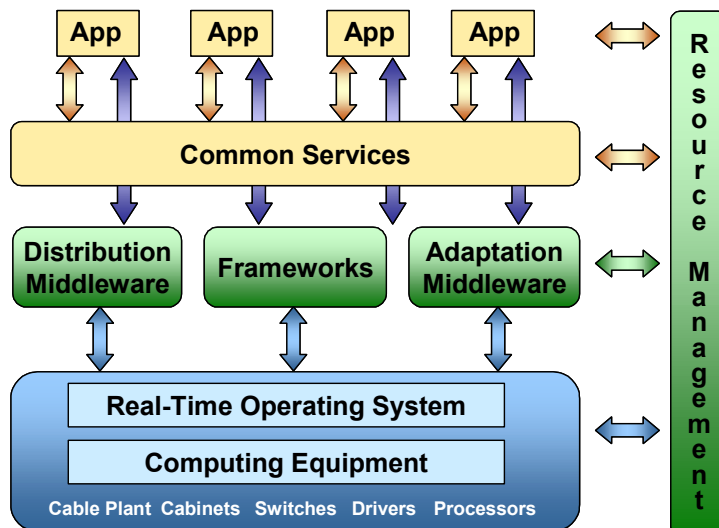 App App App App
Common Services
Distribution
Middleware
Frameworks
Adaptation
Middleware
Real-Time Operating System
Computing Equipment
Cable Plant Cabinets Switches Drivers Processors
Resource Management